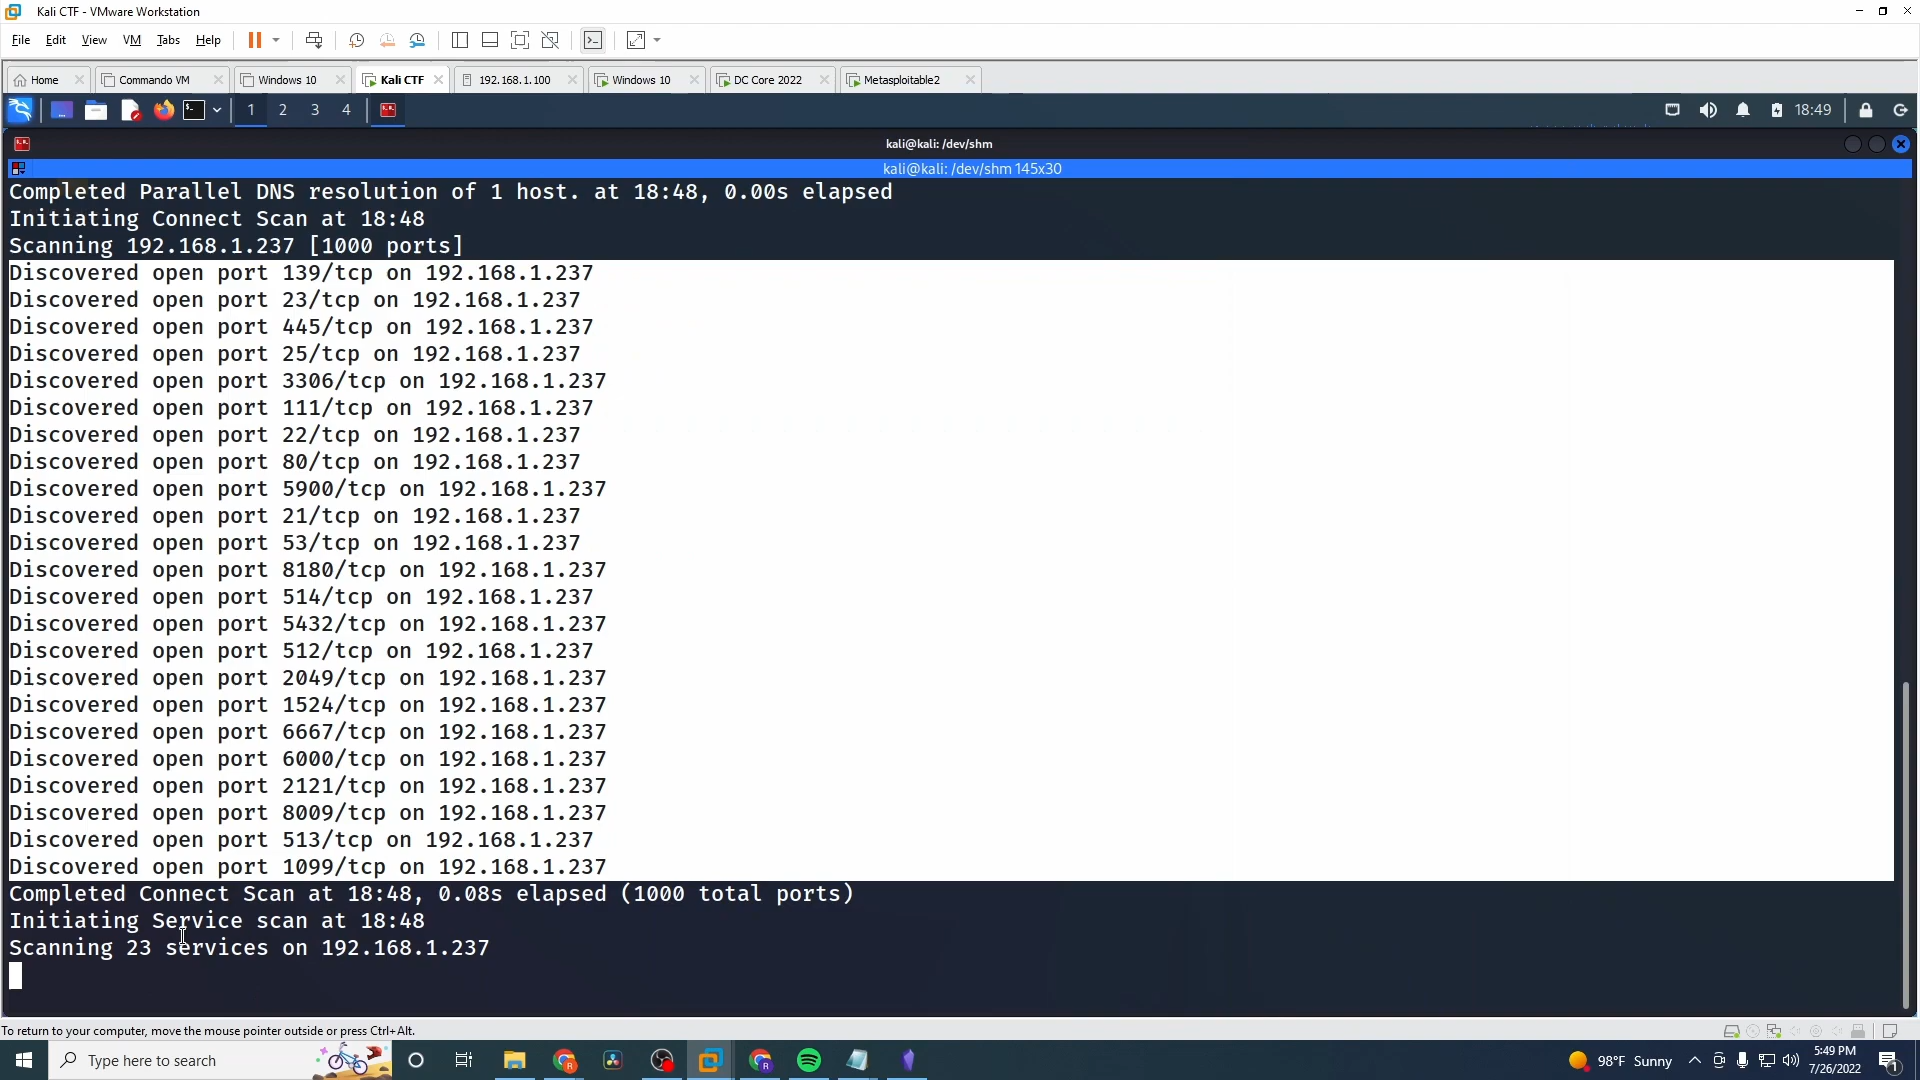 Kali CTF - VMware Workstation
File Edit View VM Tabs Help
Home Commando VM Windows 10 Kali CTF 192.168.1.100 Windows 10 DC Core 2022 Metasploitable2
1 2 3 4 18:49
kali@kali: /dev/shm
kali@kali: /dev/shm 145x30
Completed Parallel DNS resolution of 1 host. at 18:48, 0.00s elapsed
Initiating Connect Scan at 18:48
Scanning 192.168.1.237 [1000 ports]
Discovered open port 139/tcp on 192.168.1.237
Discovered open port 23/tcp on 192.168.1.237
Discovered open port 445/tcp on 192.168.1.237
Discovered open port 25/tcp on 192.168.1.237
Discovered open port 3306/tcp on 192.168.1.237
Discovered open port 111/tcp on 192.168.1.237
Discovered open port 22/tcp on 192.168.1.237
Discovered open port 80/tcp on 192.168.1.237
Discovered open port 5900/tcp on 192.168.1.237
Discovered open port 21/tcp on 192.168.1.237
Discovered open port 53/tcp on 192.168.1.237
Discovered open port 8180/tcp on 192.168.1.237
Discovered open port 514/tcp on 192.168.1.237
Discovered open port 5432/tcp on 192.168.1.237
Discovered open port 512/tcp on 192.168.1.237
Discovered open port 2049/tcp on 192.168.1.237
Discovered open port 1524/tcp on 192.168.1.237
Discovered open port 6667/tcp on 192.168.1.237
Discovered open port 6000/tcp on 192.168.1.237
Discovered open port 2121/tcp on 192.168.1.237
Discovered open port 8009/tcp on 192.168.1.237
Discovered open port 513/tcp on 192.168.1.237
Discovered open port 1099/tcp on 192.168.1.237
Completed Connect Scan at 18:48, 0.08s elapsed (1000 total ports)
Initiating Service scan at 18:48
Scanning 23 services on 192.168.1.237
To return to your computer, move the mouse pointer outside or press Ctrl+Alt.
Type here to search 98°F Sunny 5:49 PM
7/26/2022